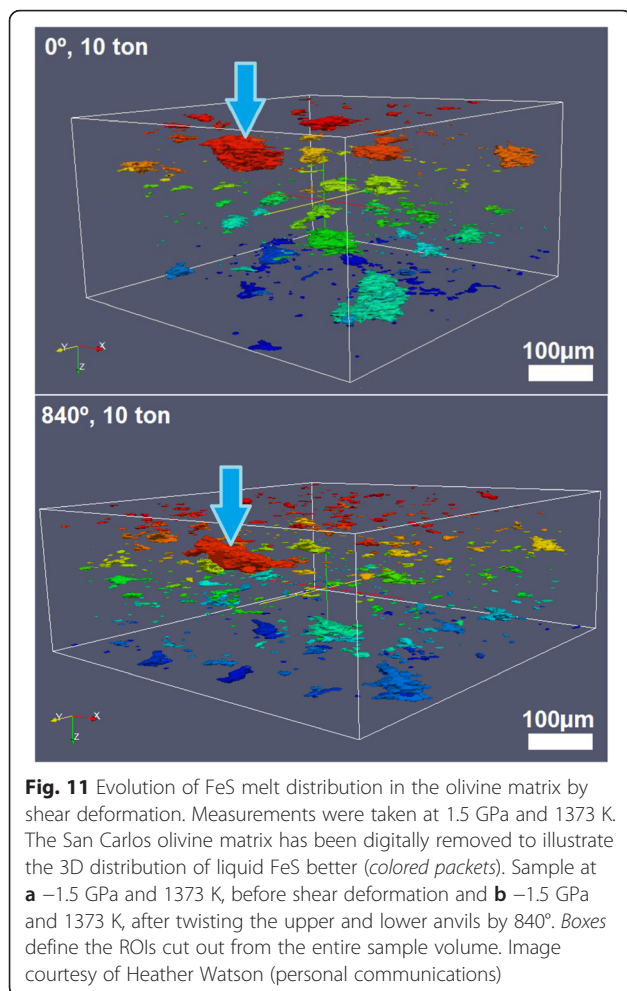 0º, 10 ton
Y X
Z
100µm
840º, 10 ton
Y X
Z
100µm
Fig. 11 Evolution of FeS melt distribution in the olivine matrix by
shear deformation. Measurements were taken at 1.5 GPa and 1373 K.
The San Carlos olivine matrix has been digitally removed to illustrate
the 3D distribution of liquid FeS better (colored packets). Sample at
a −1.5 GPa and 1373 K, before shear deformation and b −1.5 GPa
and 1373 K, after twisting the upper and lower anvils by 840°. Boxes
define the ROIs cut out from the entire sample volume. Image
courtesy of Heather Watson (personal communications)